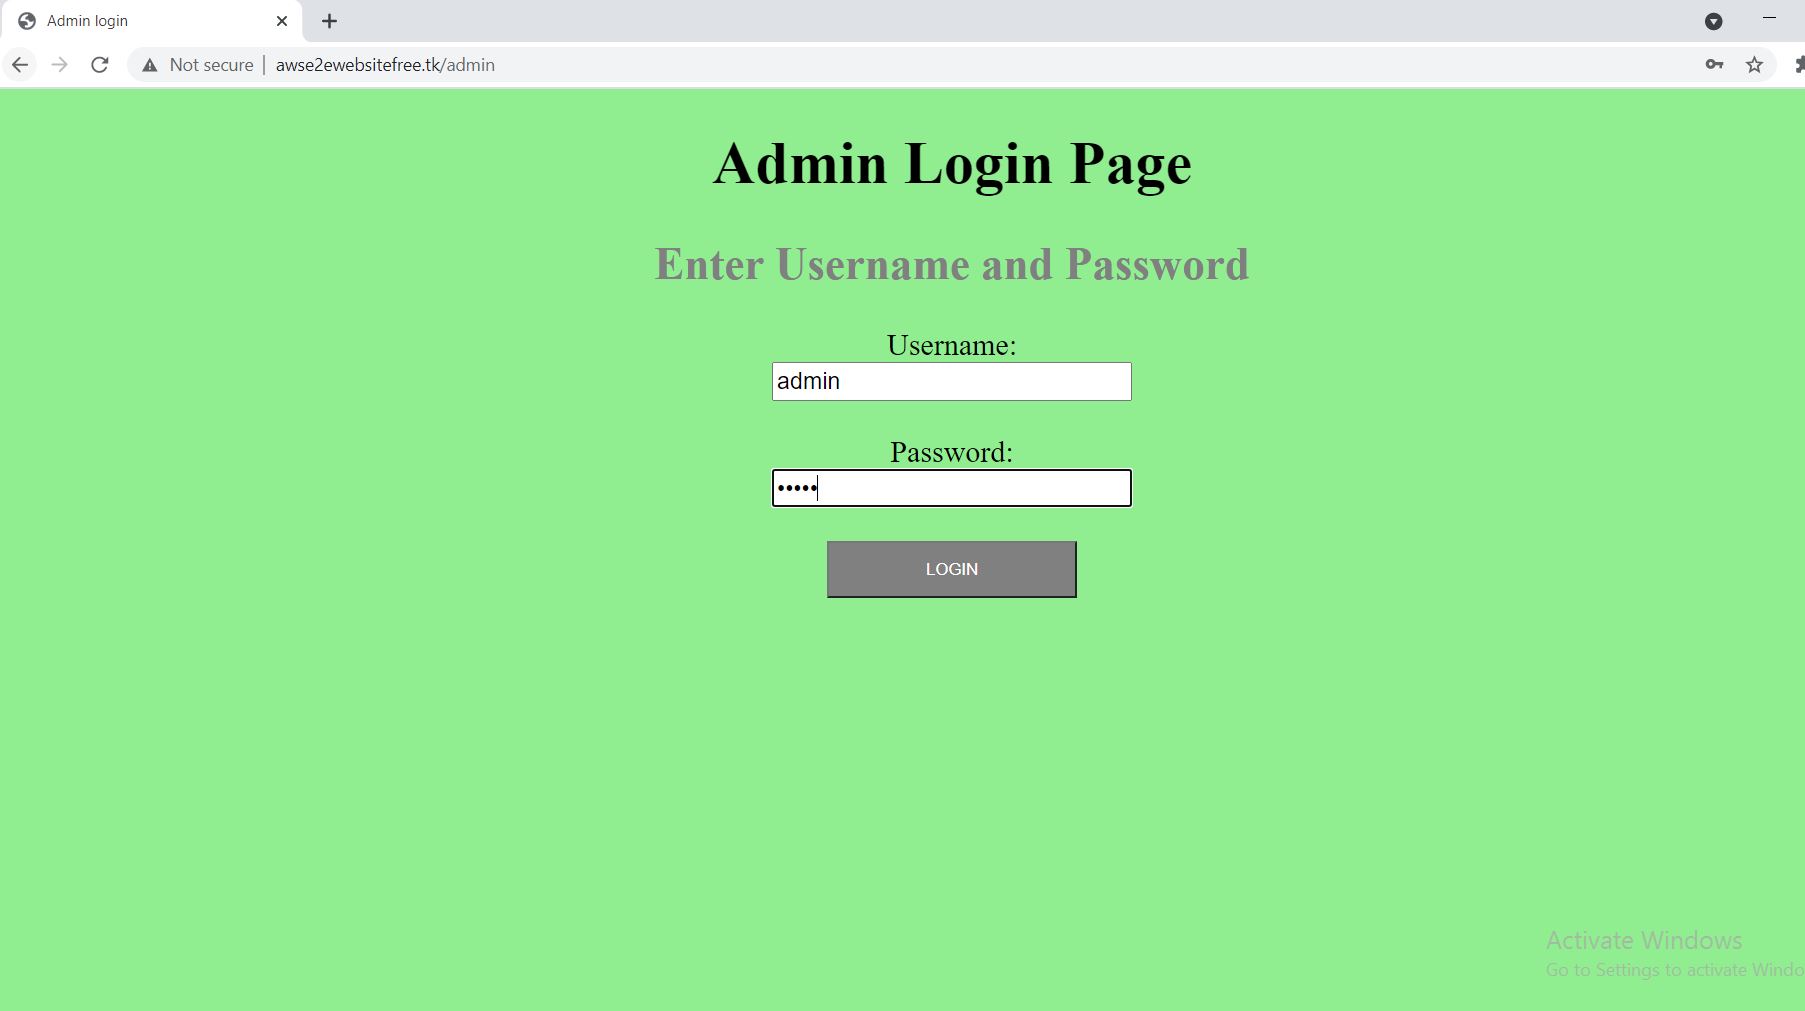 Admin login
Not secure awse2ewebsitefree.tk/admin
Admin Login Page
Enter Username and Password
Username:
admin
Password:
•••••
LOGIN
Activate Windows
Go to Settings to activate Windo